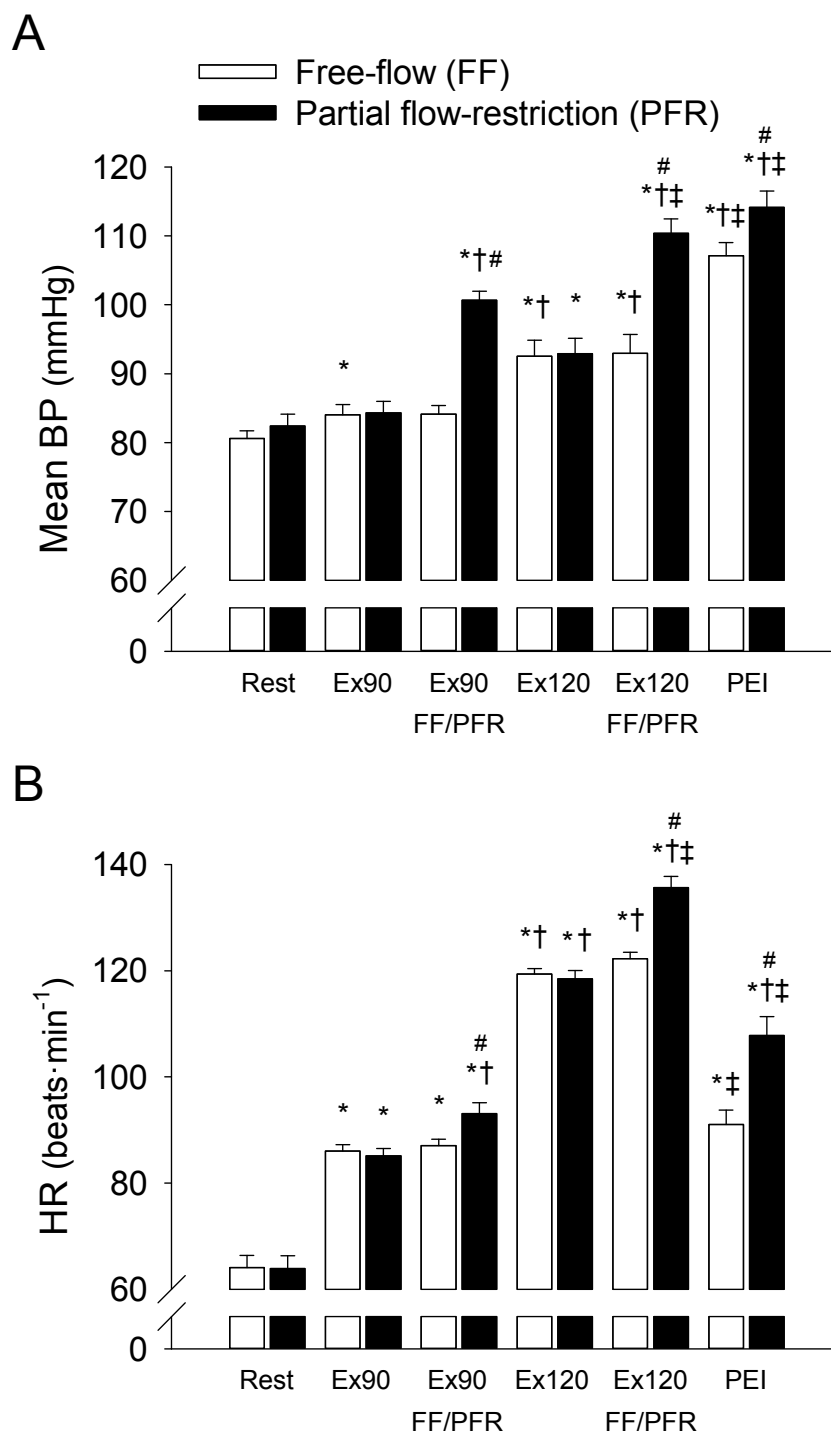 A
Free-flow (FF)
Partial flow-restriction (PFR)
Mean BP (mmHg)
120
110
100
90
80
70
60
0
*
*†#
*†
*
*†
#
*†‡
*†‡
#
*†‡
Rest
Ex90
Ex90
FF/PFR
Ex120
Ex120
FF/PFR
PEI
B
HR (beats·min⁻¹)
140
120
100
80
60
0
*
*
*
#
*†
*†
*†
*†
#
*†‡
*‡
#
*†‡
Rest
Ex90
Ex90
FF/PFR
Ex120
Ex120
FF/PFR
PEI